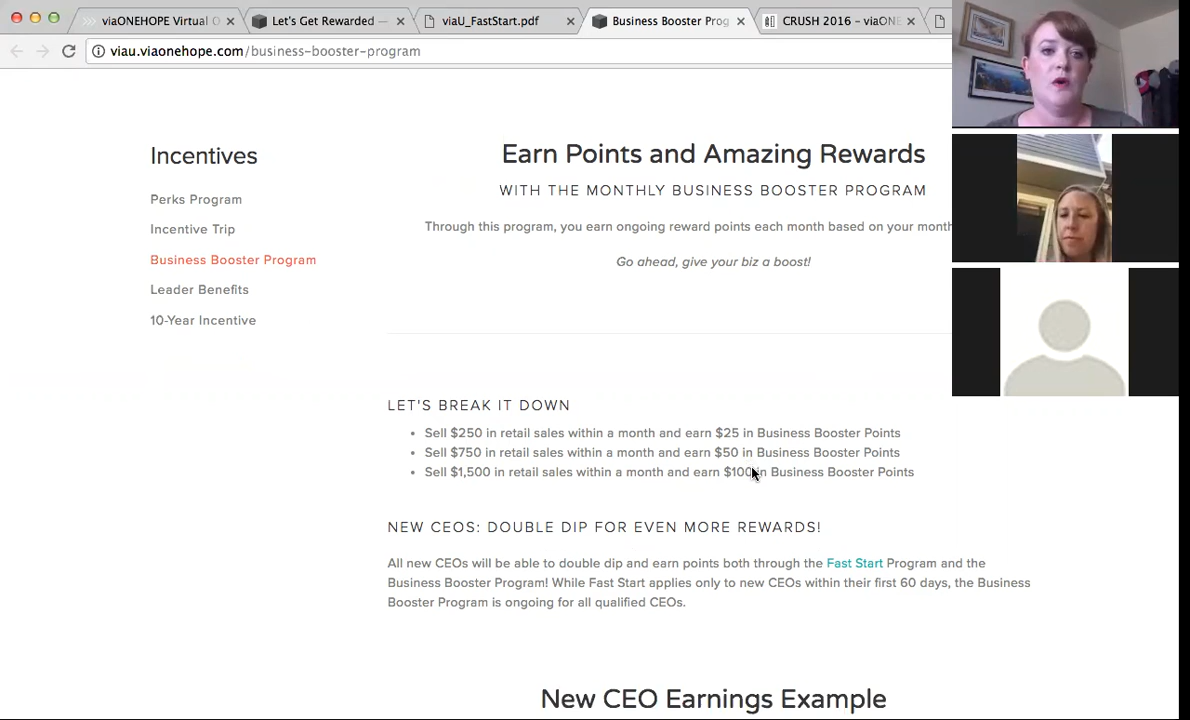 viaONEHOPE Virtual O
Let's Get Rewarded —
viaU_FastStart.pdf
Business Booster Prog
CRUSH 2016 – viaONE
viau.viaonehope.com/business-booster-program
Incentives
Perks Program
Incentive Trip
Business Booster Program
Leader Benefits
10-Year Incentive
Earn Points and Amazing Rewards
WITH THE MONTHLY BUSINESS BOOSTER PROGRAM
Through this program, you earn ongoing reward points each month based on your month
Go ahead, give your biz a boost!
LET'S BREAK IT DOWN
• Sell $250 in retail sales within a month and earn $25 in Business Booster Points
• Sell $750 in retail sales within a month and earn $50 in Business Booster Points
• Sell $1,500 in retail sales within a month and earn $100 in Business Booster Points
NEW CEOS: DOUBLE DIP FOR EVEN MORE REWARDS!
All new CEOs will be able to double dip and earn points both through the Fast Start Program and the
Business Booster Program! While Fast Start applies only to new CEOs within their first 60 days, the Business
Booster Program is ongoing for all qualified CEOs.
New CEO Earnings Example